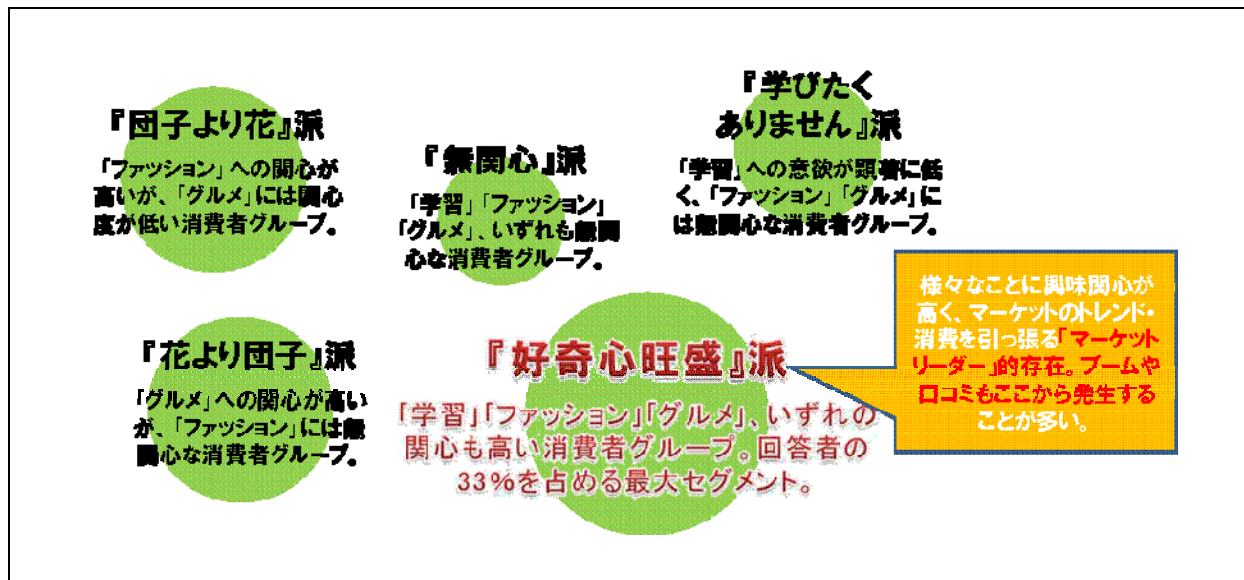 『団子より花』派
「ファッション」への関心が
高いが、「グルメ」には関心
度が低い消費者グループ。
『無関心』派
「学習」「ファッション」
「グルメ」、いずれも無関
心な消費者グループ。
『学びたく
ありません』派
「学習」への意欲が顕著に低
く、「ファッション」「グルメ」に
は無関心な消費者グループ。
『花より団子』派
「グルメ」への関心が高い
が、「ファッション」には無
関心な消費者グループ。
『好奇心旺盛』派
「学習」「ファッション」「グルメ」、いずれの
関心も高い消費者グループ。回答者の
33%を占める最大セグメント。
様々なことに興味関心が
高く、マーケットのトレンド・
消費を引っ張る「マーケット
リーダー」的存在。ブームや
口コミもここから発生する
ことが多い。